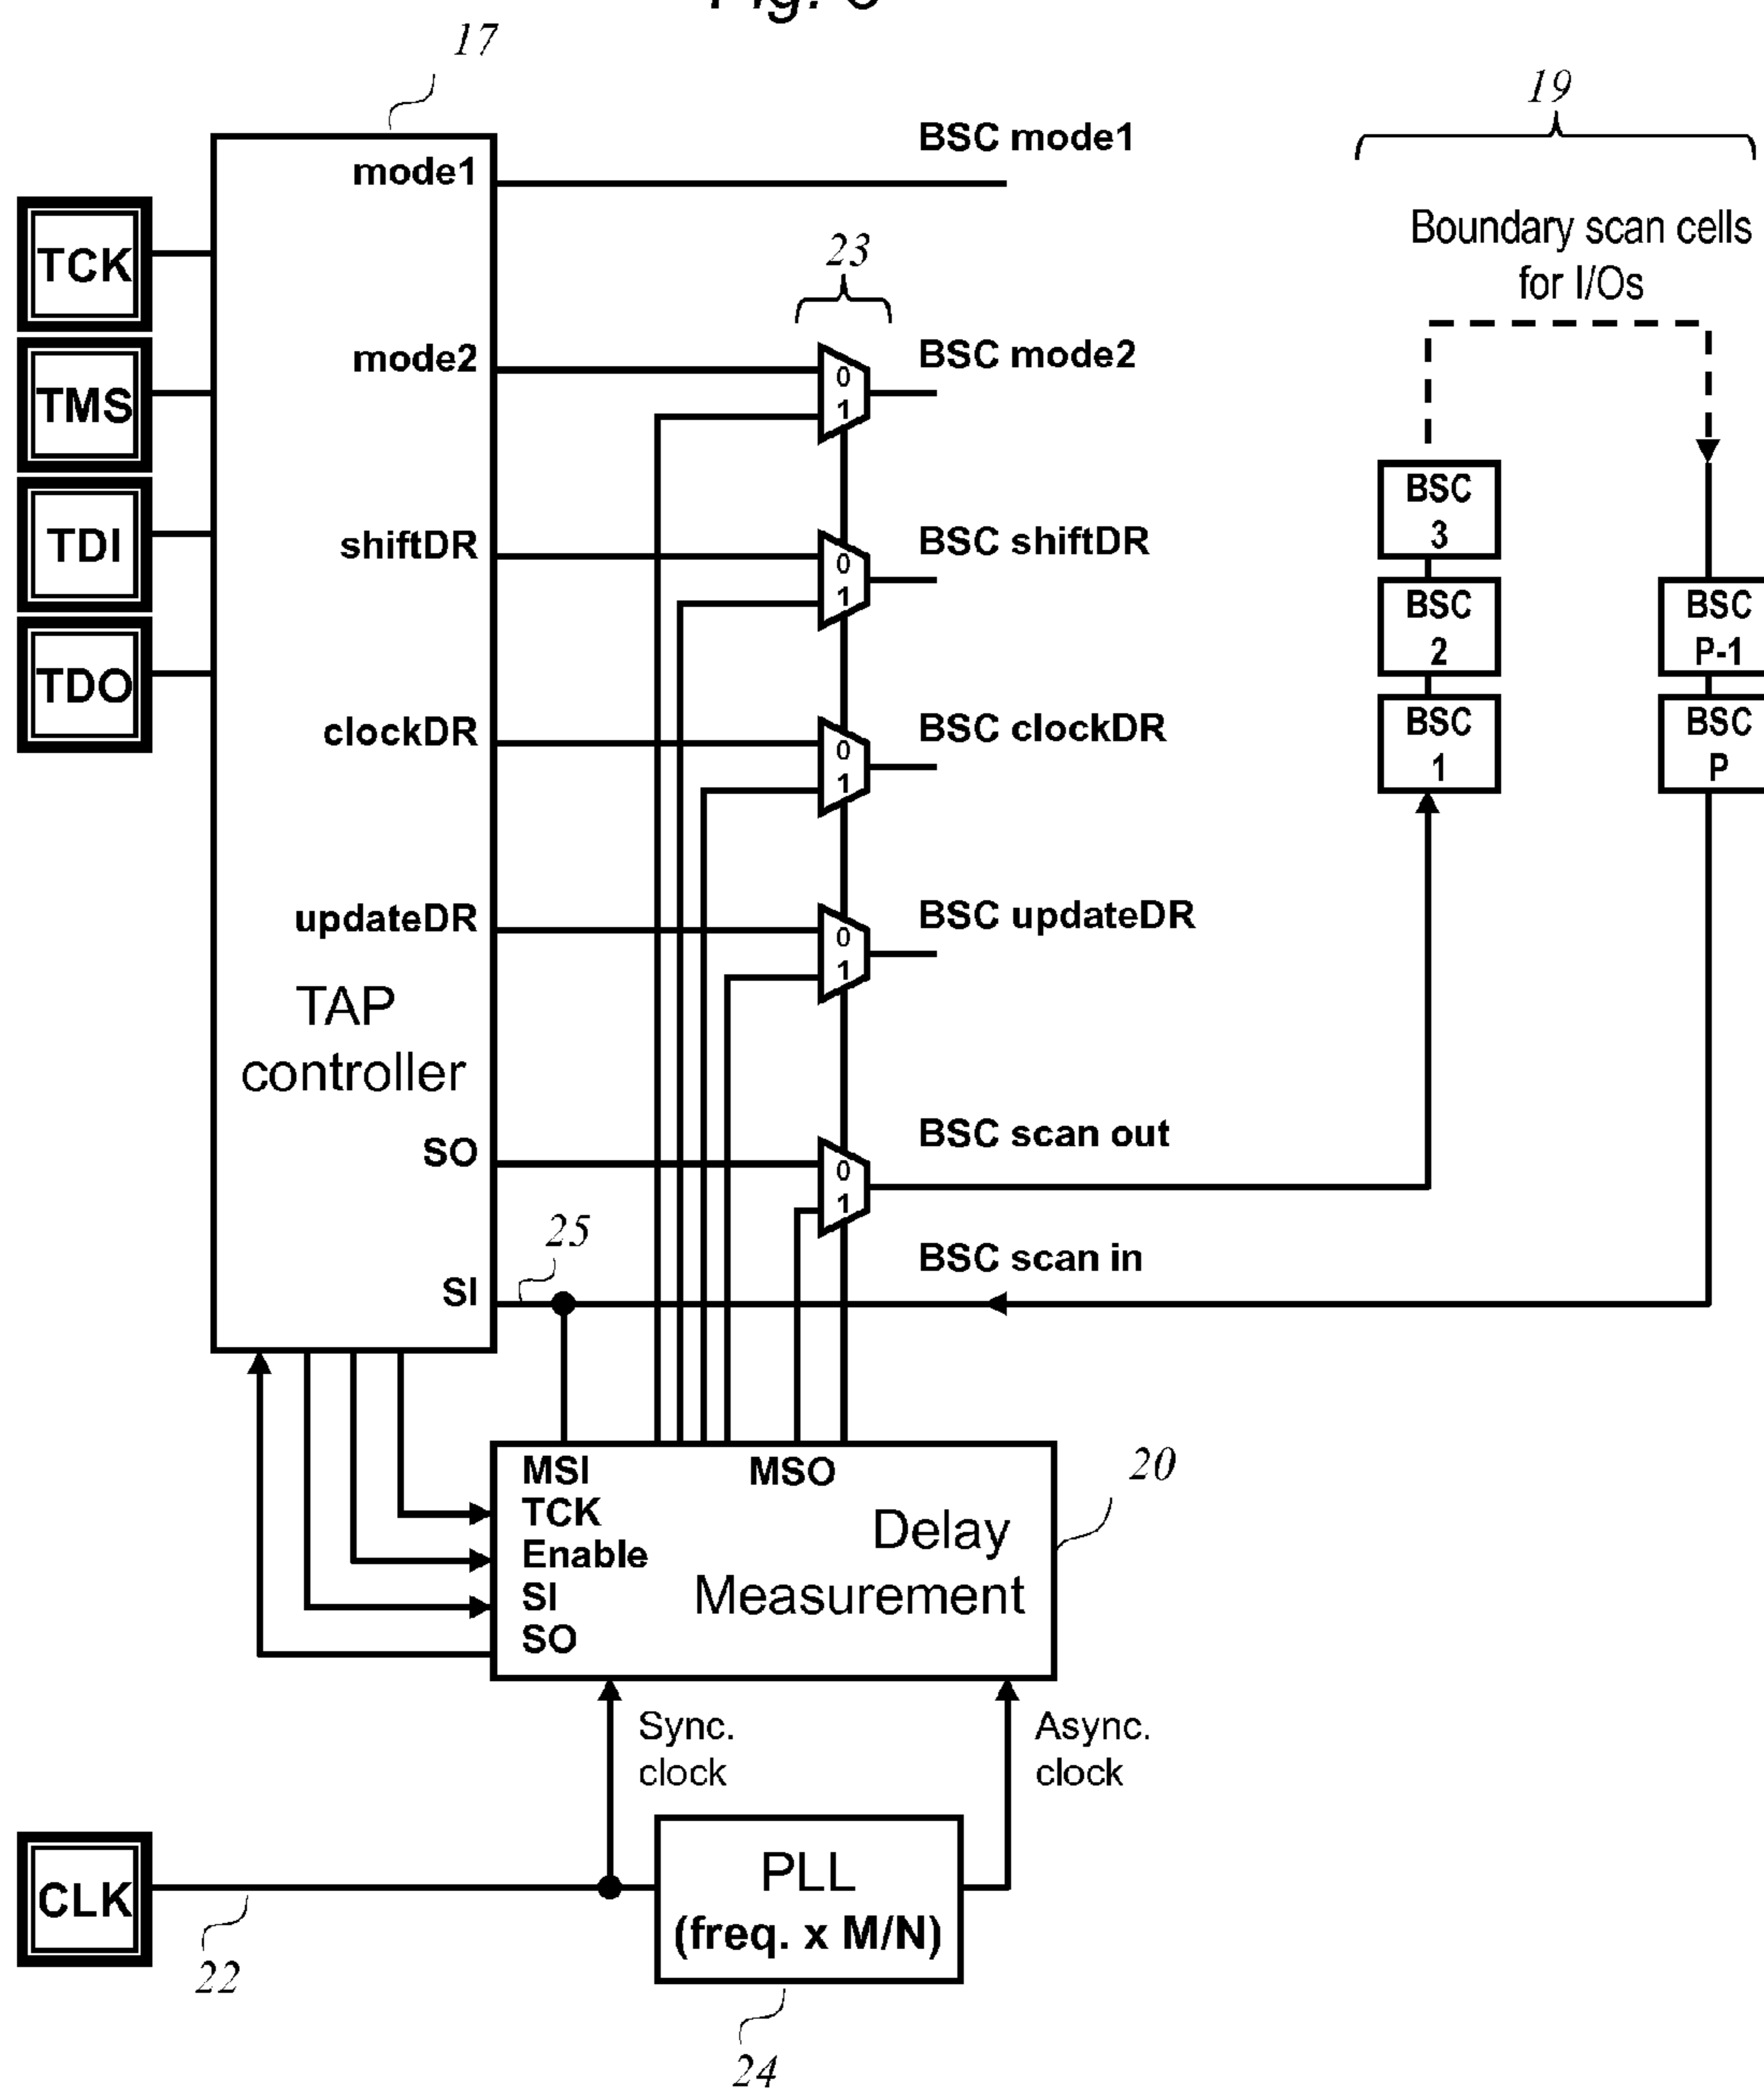 17
19
BSC mode1
mode1
Boundary scan cells
for I/Os
TCK
23
mode2
0
1
BSC mode2
TMS
BSC
3
TDI
shiftDR
0
1
BSC shiftDR
BSC
2
BSC
P-1
TDO
clockDR
0
1
BSC clockDR
BSC
1
BSC
P
updateDR
0
1
BSC updateDR
TAP
controller
SO
0
1
BSC scan out
25
SI
BSC scan in
MSI
MSO
TCK
Enable
SI
SO
Delay
Measurement
20
Sync.
clock
Async.
clock
CLK
22
PLL
(freq. x M/N)
24